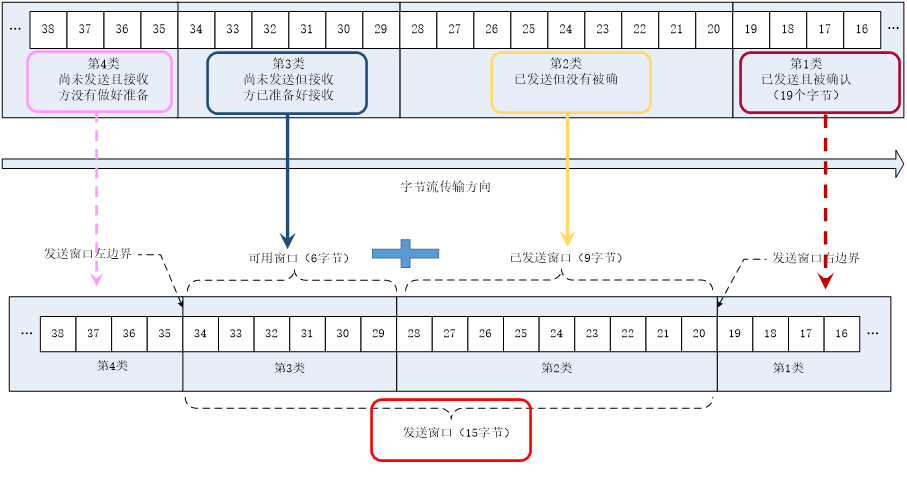 … 38 37 36 35 34 33 32 31 30 29 28 27 26 25 24 23 22 21 20 19 18 17 16 …
第4类
尚未发送且接收
方没有做好准备
第3类
尚未发送但接收
方已准备好接收
第2类
已发送但没有被确
第1类
已发送且被确认
（19个字节）
字节流传输方向
发送窗口左边界
可用窗口（6字节）
已发送窗口（9字节）
发送窗口右边界
… 38 37 36 35 34 33 32 31 30 29 28 27 26 25 24 23 22 21 20 19 18 17 16 …
第4类
第3类
第2类
第1类
发送窗口（15字节）